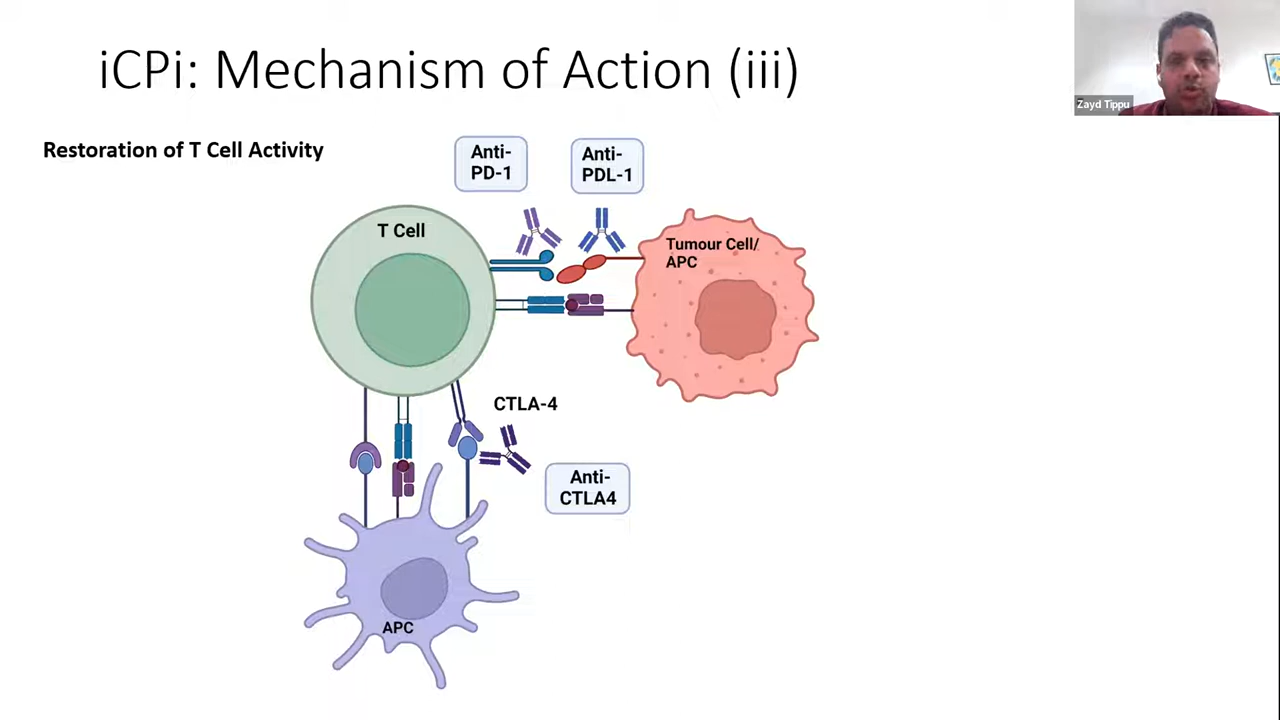 iCPi: Mechanism of Action (iii)
Zayd Tippu
Restoration of T Cell Activity
Anti-
PD-1
Anti-
PDL-1
T Cell
Tumour Cell/
APC
CTLA-4
Anti-
CTLA4
APC